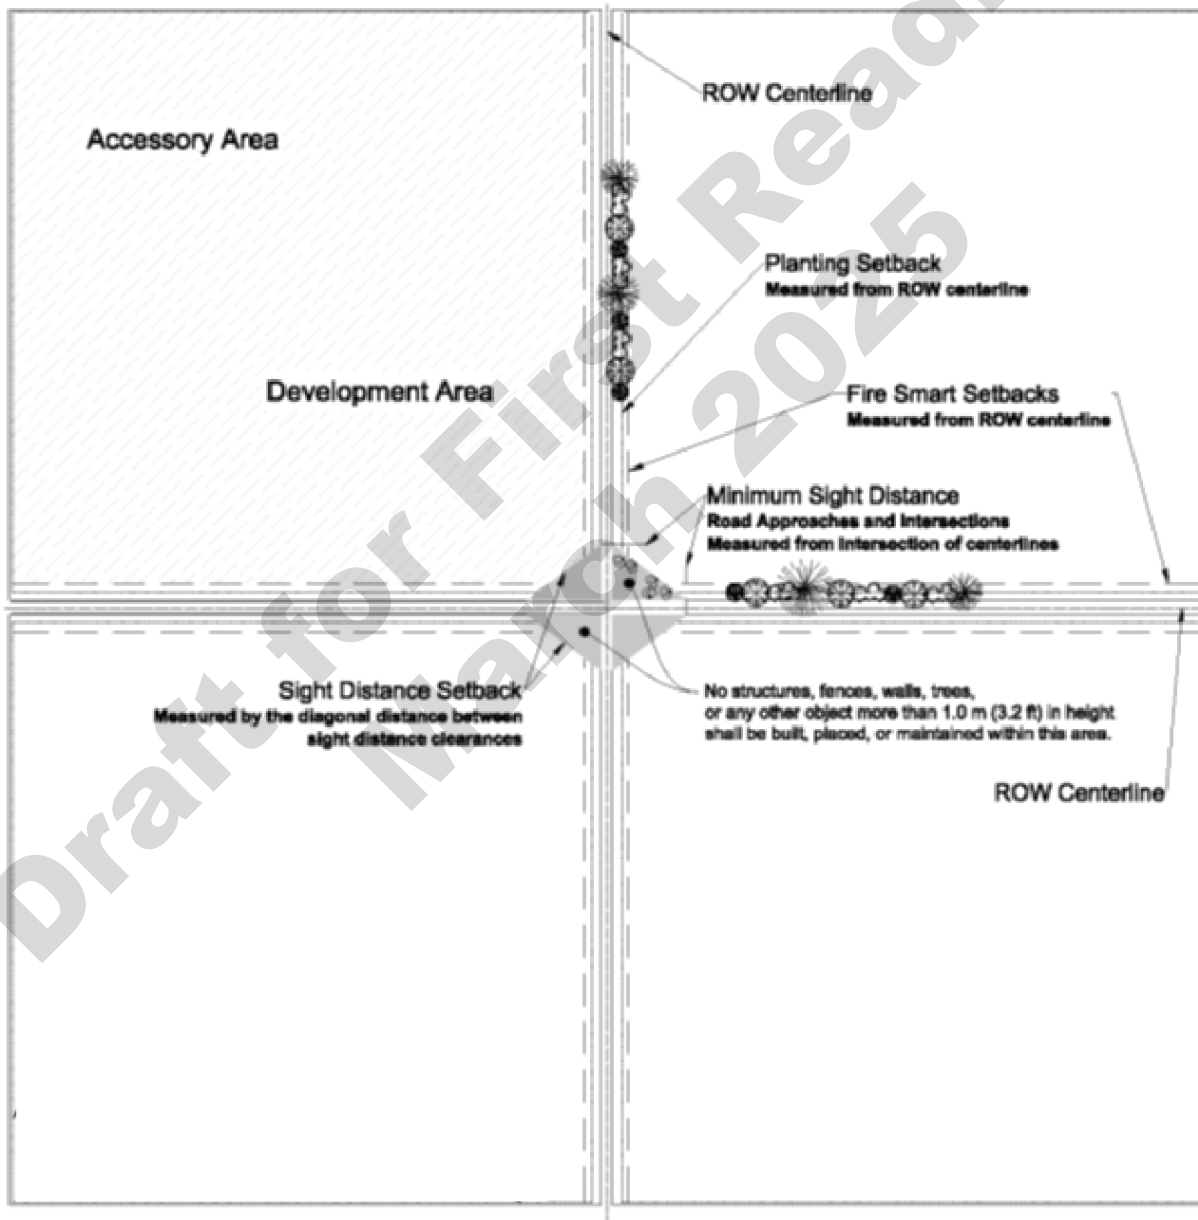 ROW Centerline
Accessory Area
Planting Setback
Measured from ROW centerline
Development Area
Fire Smart Setbacks
Measured from ROW centerline
Minimum Sight Distance
Road Approaches and Intersections
Measured from Intersection of centerlines
Sight Distance Setback
Measured by the diagonal distance between
sight distance clearances
No structures, fences, walls, trees,
or any other object more than 1.0 m (3.2 ft) in height
shall be built, placed, or maintained within this area.
ROW Centerline
Draft for First Readi
March 2025